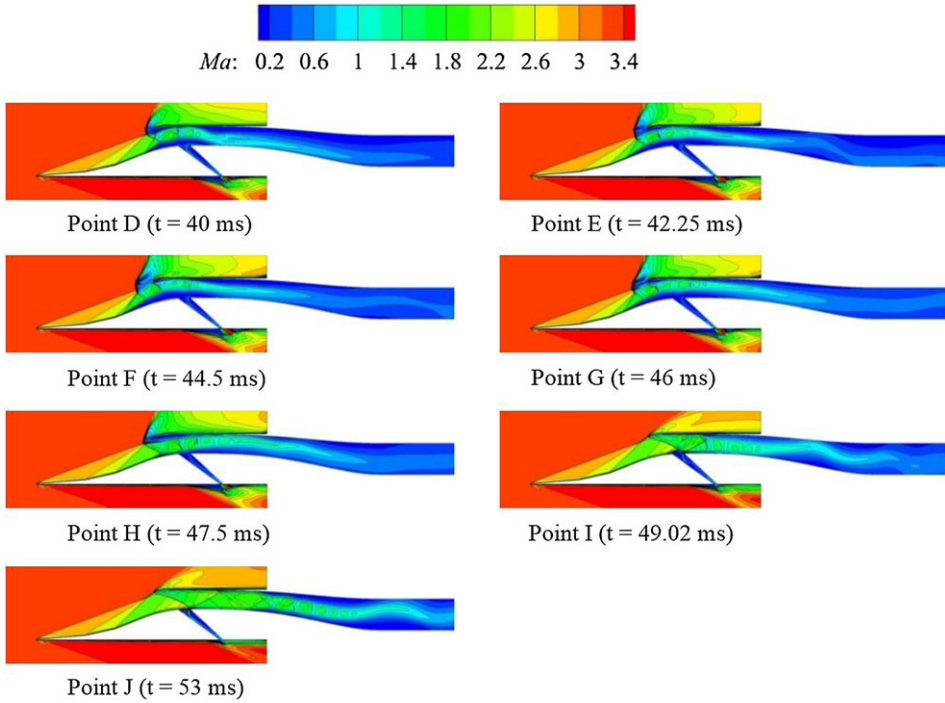 Ma: 0.2 0.6 1 1.4 1.8 2.2 2.6 3 3.4
Point D (t = 40 ms)
Point E (t = 42.25 ms)
Point F (t = 44.5 ms)
Point G (t = 46 ms)
Point H (t = 47.5 ms)
Point I (t = 49.02 ms)
Point J (t = 53 ms)